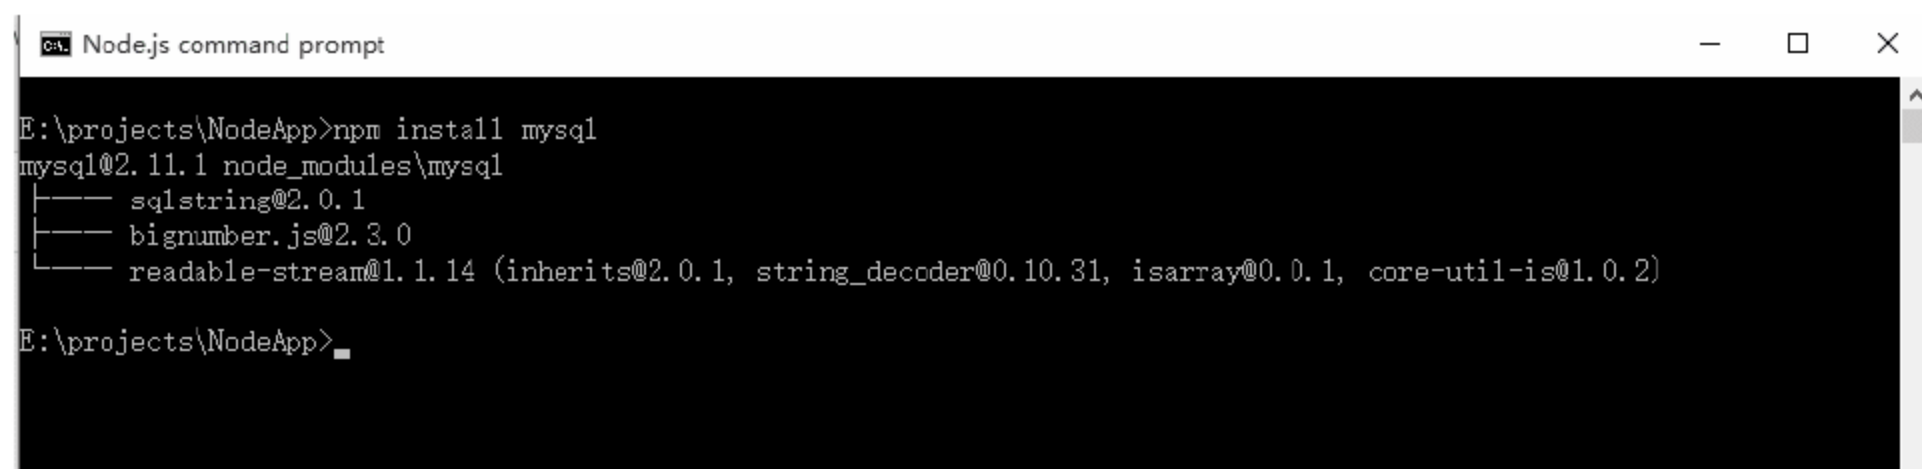 Node.js command prompt
E:\projects\NodeApp>npm install mysql
mysql@2.11.1 node_modules\mysql
├── sqlstring@2.0.1
├── bignumber.js@2.3.0
└── readable-stream@1.1.14 (inherits@2.0.1, string_decoder@0.10.31, isarray@0.0.1, core-util-is@1.0.2)
E:\projects\NodeApp>